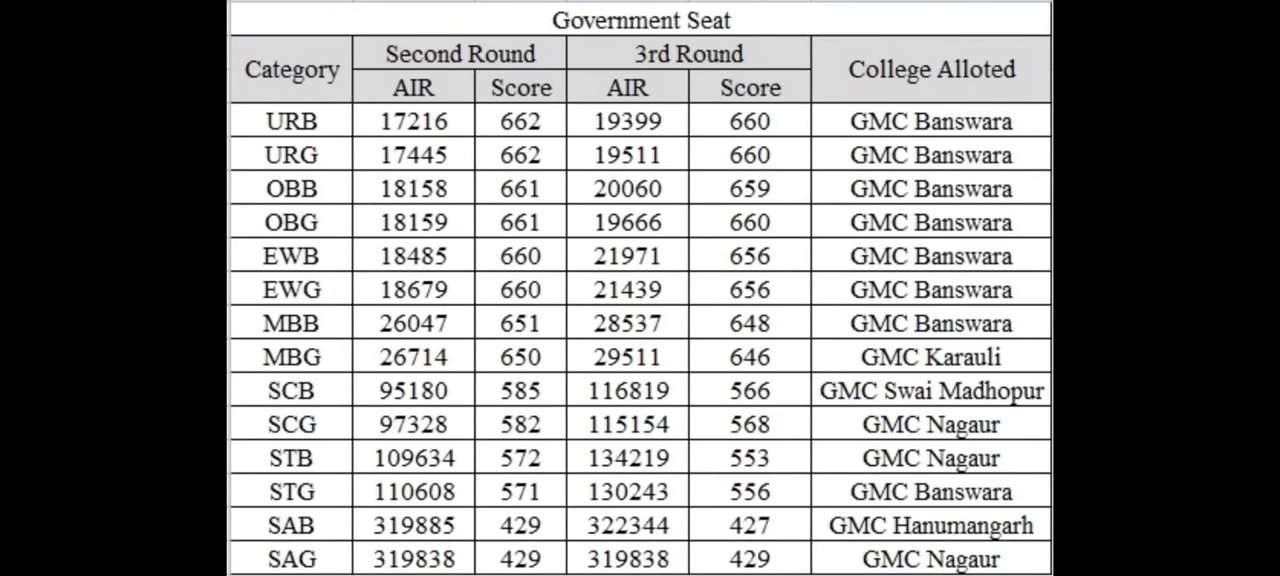 Government Seat
Category Second Round 3rd Round College Alloted
AIR Score AIR Score
URB 17216 662 19399 660 GMC Banswara
URG 17445 662 19511 660 GMC Banswara
OBB 18158 661 20060 659 GMC Banswara
OBG 18159 661 19666 660 GMC Banswara
EWB 18485 660 21971 656 GMC Banswara
EWG 18679 660 21439 656 GMC Banswara
MBB 26047 651 28537 648 GMC Banswara
MBG 26714 650 29511 646 GMC Karauli
SCB 95180 585 116819 566 GMC Swai Madhopur
SCG 97328 582 115154 568 GMC Nagaur
STB 109634 572 134219 553 GMC Nagaur
STG 110608 571 130243 556 GMC Banswara
SAB 319885 429 322344 427 GMC Hanumangarh
SAG 319838 429 319838 429 GMC Nagaur